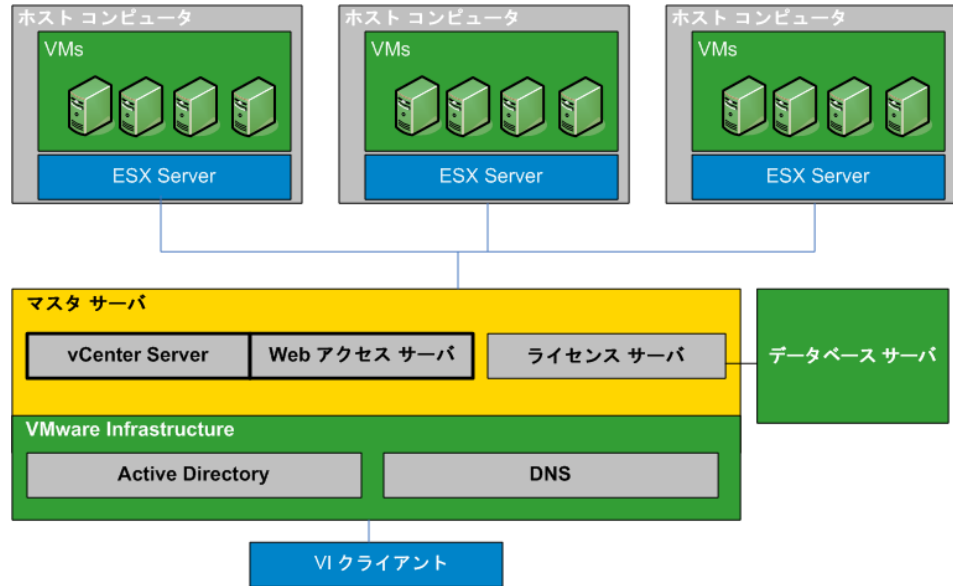 ホスト コンピュータ
VMs
ESX Server
ホスト コンピュータ
VMs
ESX Server
ホスト コンピュータ
VMs
ESX Server
マスタ サーバ
vCenter Server
Web アクセス サーバ
ライセンス サーバ
データベース サーバ
VMware Infrastructure
Active Directory
DNS
VI クライアント